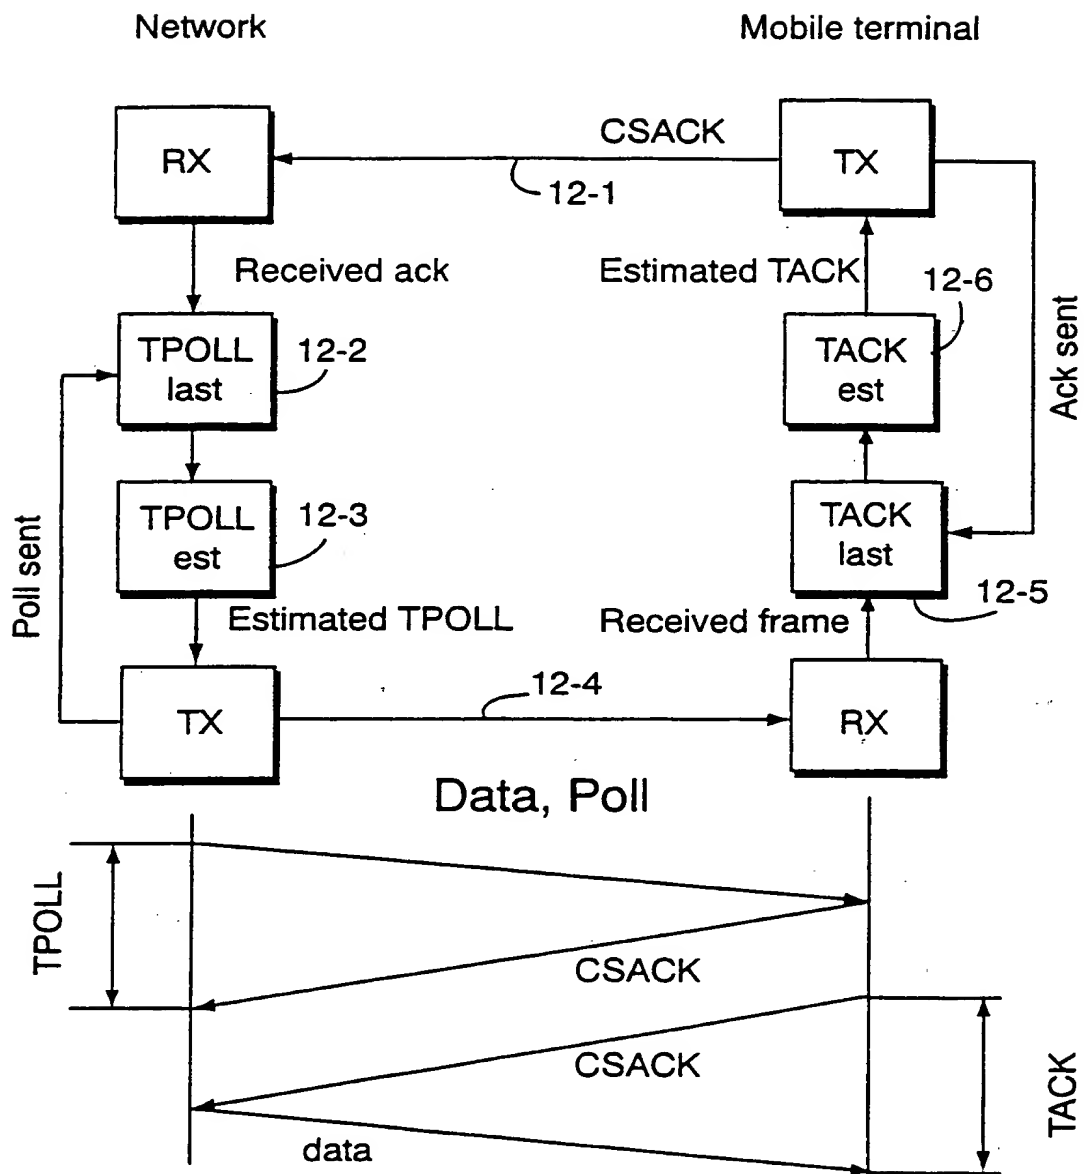 Network
Mobile terminal
RX
CSACK
TX
12-1
Received ack
Estimated TACK
12-6
TPOLL
last
12-2
TACK
est
Ack sent
TPOLL
est
12-3
TACK
last
12-5
Poll sent
Estimated TPOLL
Received frame
TX
12-4
RX
Data, Poll
TPOLL
CSACK
CSACK
TACK
data